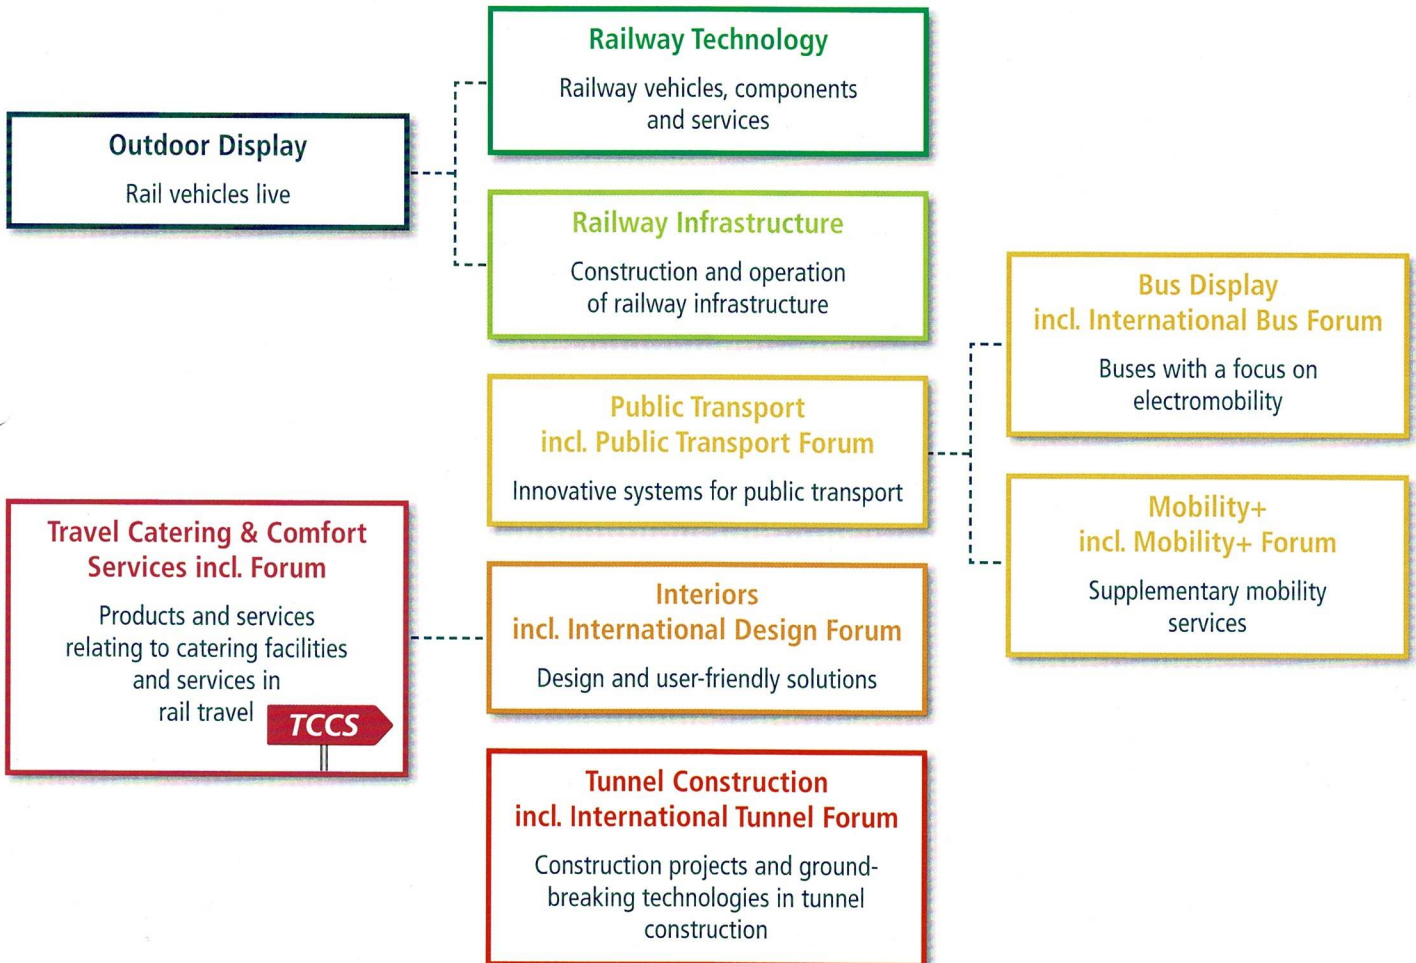 Railway Technology
Railway vehicles, components
and services
Outdoor Display
Rail vehicles live
Railway Infrastructure
Construction and operation
of railway infrastructure
Bus Display
incl. International Bus Forum
Buses with a focus on
electromobility
Public Transport
incl. Public Transport Forum
Innovative systems for public transport
Mobility+
incl. Mobility+ Forum
Supplementary mobility
services
Travel Catering & Comfort
Services incl. Forum
Products and services
relating to catering facilities
and services in
rail travel
TCCS
Interiors
incl. International Design Forum
Design and user-friendly solutions
Tunnel Construction
incl. International Tunnel Forum
Construction projects and ground-
breaking technologies in tunnel
construction